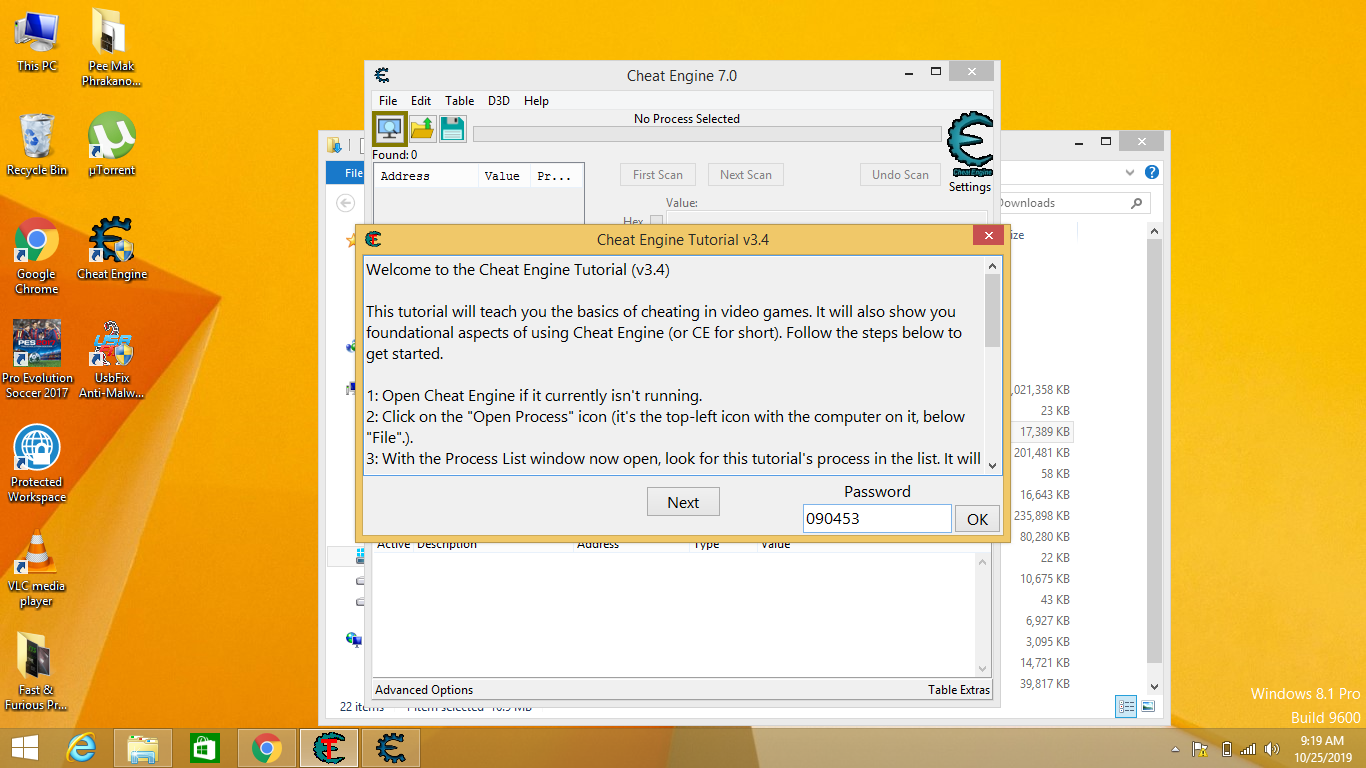 This PC
Pee Mak
Phrakano...
Recycle Bin
µTorrent
Google
Chrome
Cheat Engine
Pro Evolution
Soccer 2017
UsbFix
Anti-Malw...
Protected
Workspace
VLC media
player
Fast &
Furious Pr...
Cheat Engine 7.0
File Edit Table D3D Help
No Process Selected
Found: 0
Address Value Pr...
First Scan Next Scan Undo Scan
Value:
Hex
Cheat Engine
Settings
File
Downloads
Cheat Engine Tutorial v3.4
Welcome to the Cheat Engine Tutorial (v3.4)
This tutorial will teach you the basics of cheating in video games. It will also show you
foundational aspects of using Cheat Engine (or CE for short). Follow the steps below to
get started.
1: Open Cheat Engine if it currently isn't running.
2: Click on the "Open Process" icon (it's the top-left icon with the computer on it, below
"File".).
3: With the Process List window now open, look for this tutorial's process in the list. It will
Next
Password
090453
OK
Active Description Address Type Value
Advanced Options Table Extras
ize
,021,358 KB
23 KB
17,389 KB
201,481 KB
58 KB
16,643 KB
235,898 KB
80,280 KB
22 KB
10,675 KB
43 KB
6,927 KB
3,095 KB
14,721 KB
39,817 KB
22 items 1 item selected 16.9 MB
Windows 8.1 Pro
Build 9600
9:19 AM
10/25/2019